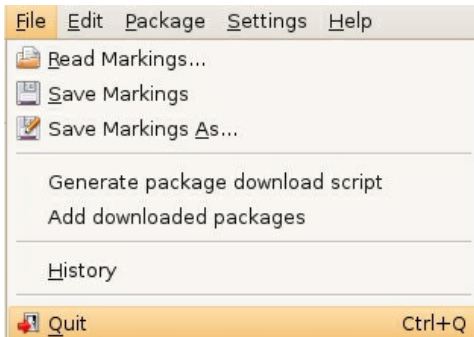 File Edit Package Settings Help
Read Markings...
Save Markings
Save Markings As...
Generate package download script
Add downloaded packages
History
Quit Ctrl+Q